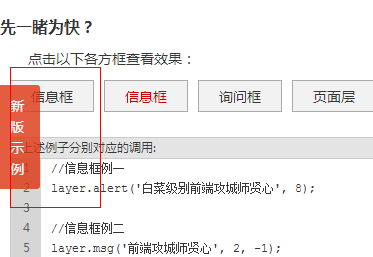 先一睹为快？
点击以下各方框查看效果：
信息框 信息框 询问框 页面层
新
版
示
例
上述例子分别对应的调用:
1 //信息框例一
2 layer.alert('白菜级别前端攻城师贤心', 8);
3
4 //信息框例二
5 layer.msg('前端攻城师贤心', 2, -1);